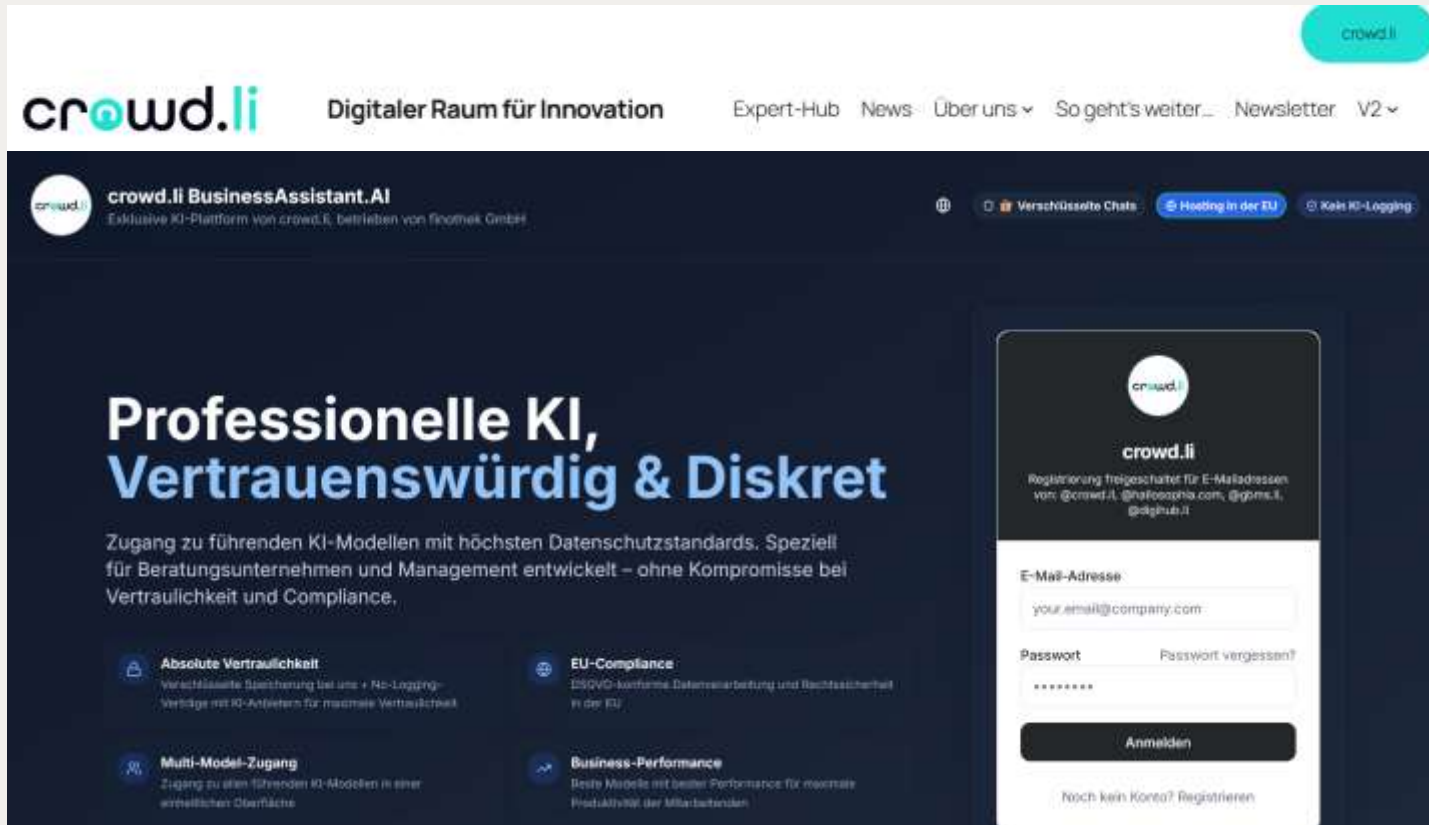 crowd.li
crowd.li
Digitaler Raum für Innovation
Expert-Hub
News
Über uns
So geht's weiter...
Newsletter
V2
crowd.li
crowd.li BusinessAssistant.AI
Exklusive KI-Plattform von crowd.li, betrieben von finothek GmbH
Verschlüsselte Chats
Hosting in der EU
Kein KI-Logging
Professionelle KI,
Vertrauenswürdig & Diskret
Zugang zu führenden KI-Modellen mit höchsten Datenschutzstandards. Speziell
für Beratungsunternehmen und Management entwickelt – ohne Kompromisse bei
Vertraulichkeit und Compliance.
Absolute Vertraulichkeit
Verschlüsselte Speicherung bei uns + No-Logging-
Verträge mit KI-Anbietern für maximale Vertraulichkeit
EU-Compliance
DSGVO-konforme Datenverarbeitung und Rechtssicherheit
in der EU
Multi-Model-Zugang
Zugang zu allen führenden KI-Modellen in einer
einheitlichen Oberfläche
Business-Performance
Beste Modelle mit bester Performance für maximale
Produktivität der Mitarbeitenden
crowd.li
crowd.li
Registrierung freigeschaltet für E-Mailadressen
von: @crowd.li, @hallosophia.com, @gbms.li,
@digihub.li
E-Mail-Adresse
your.email@company.com
Passwort
Passwort vergessen?
••••••••
Anmelden
Noch kein Konto? Registrieren